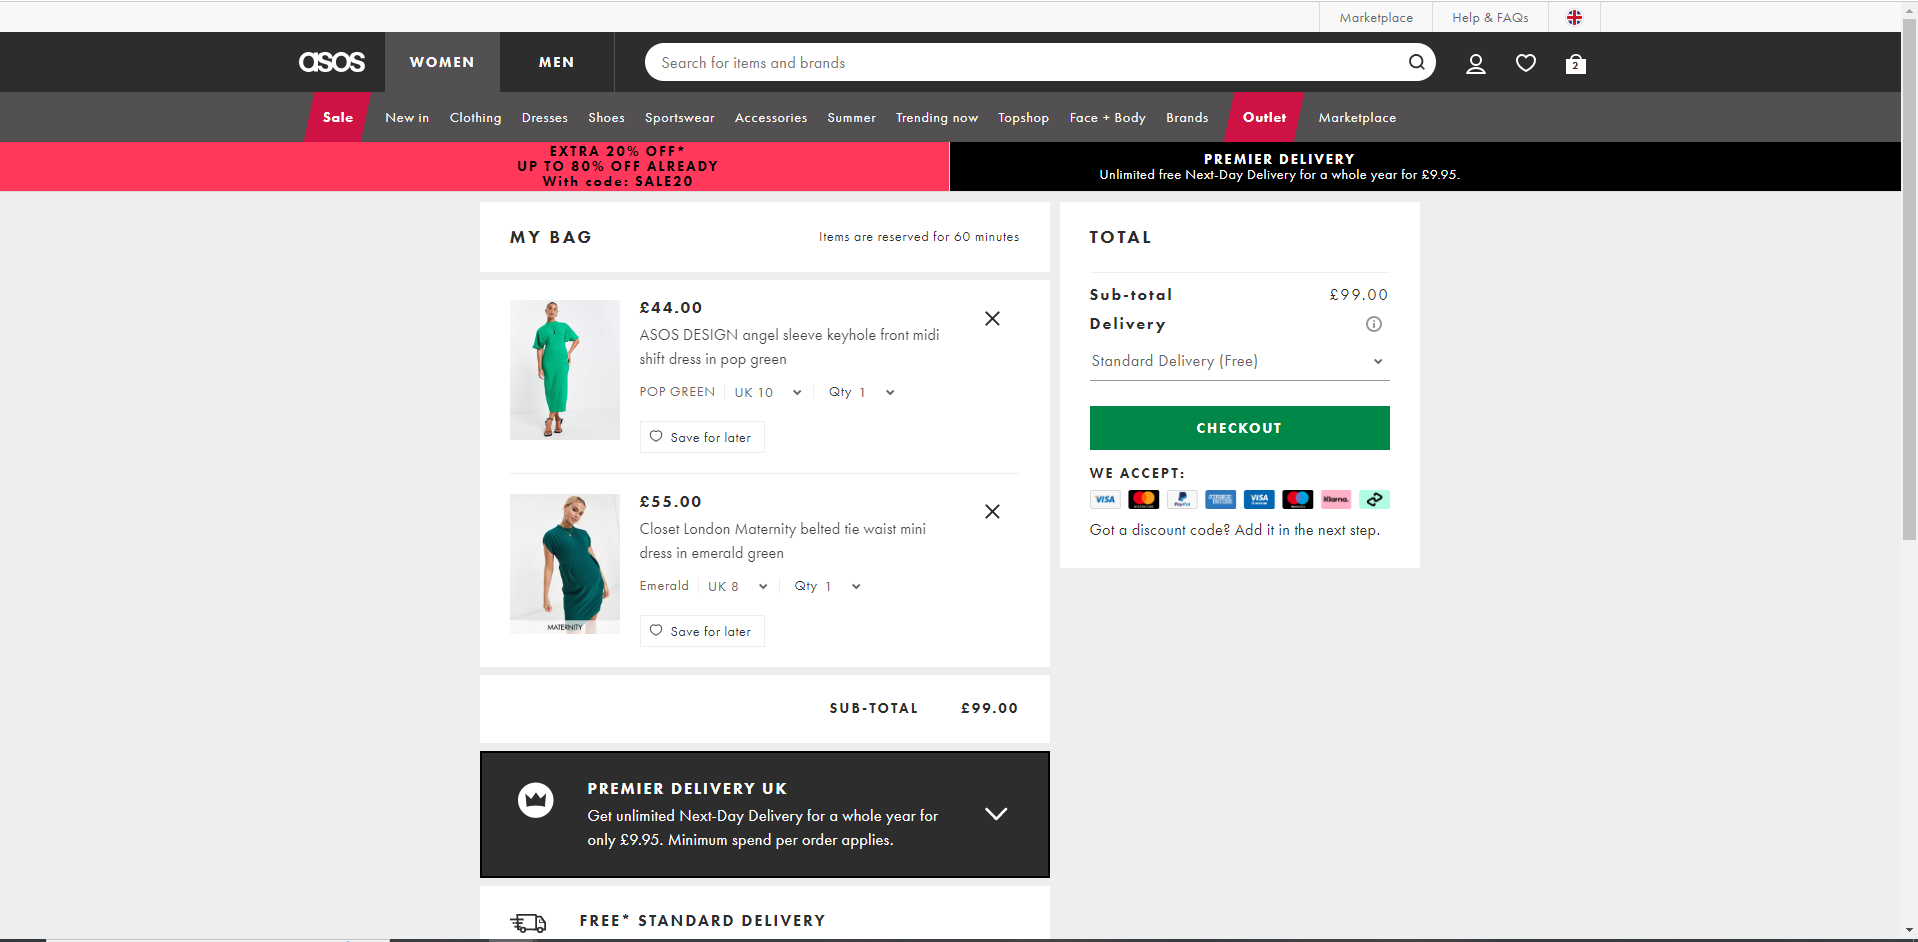 Marketplace
Help & FAQs
asos
WOMEN
MEN
Search for items and brands
2
Sale
New in
Clothing
Dresses
Shoes
Sportswear
Accessories
Summer
Trending now
Topshop
Face + Body
Brands
Outlet
Marketplace
EXTRA 20% OFF*
UP TO 80% OFF ALREADY
With code: SALE20
PREMIER DELIVERY
Unlimited free Next-Day Delivery for a whole year for £9.95.
MY BAG
Items are reserved for 60 minutes
£44.00
ASOS DESIGN angel sleeve keyhole front midi
shift dress in pop green
POP GREEN UK 10 Qty 1
Save for later
MATERNITY
£55.00
Closet London Maternity belted tie waist mini
dress in emerald green
Emerald UK 8 Qty 1
Save for later
SUB-TOTAL £99.00
PREMIER DELIVERY UK
Get unlimited Next-Day Delivery for a whole year for
only £9.95. Minimum spend per order applies.
FREE* STANDARD DELIVERY
TOTAL
Sub-total £99.00
Delivery
Standard Delivery (Free)
CHECKOUT
WE ACCEPT:
VISA
PayPal
VISA
Klarna.
Got a discount code? Add it in the next step.